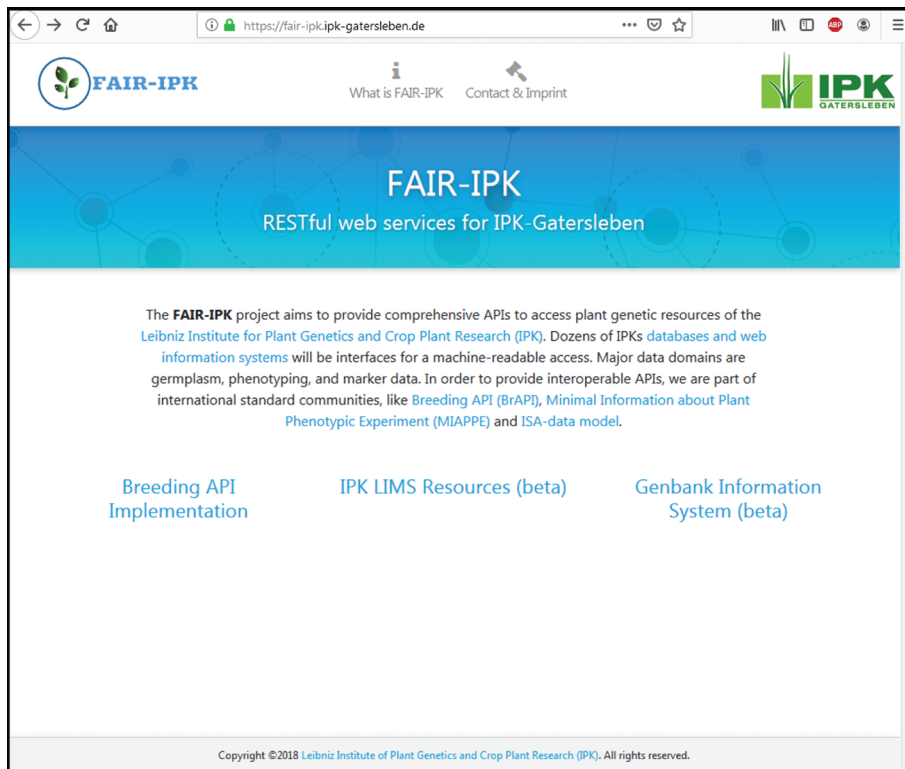 https://fair-ipk.ipk-gatersleben.de
ABP
FAIR-IPK
What is FAIR-IPK
Contact & Imprint
IPK
GATERSLEBEN
FAIR-IPK
RESTful web services for IPK-Gatersleben
The FAIR-IPK project aims to provide comprehensive APIs to access plant genetic resources of the
Leibniz Institute for Plant Genetics and Crop Plant Research (IPK). Dozens of IPKs databases and web
information systems will be interfaces for a machine-readable access. Major data domains are
germplasm, phenotyping, and marker data. In order to provide interoperable APIs, we are part of
international standard communities, like Breeding API (BrAPI), Minimal Information about Plant
Phenotypic Experiment (MIAPPE) and ISA-data model.
Breeding API
Implementation
IPK LIMS Resources (beta)
Genbank Information
System (beta)
Copyright ©2018 Leibniz Institute of Plant Genetics and Crop Plant Research (IPK). All rights reserved.